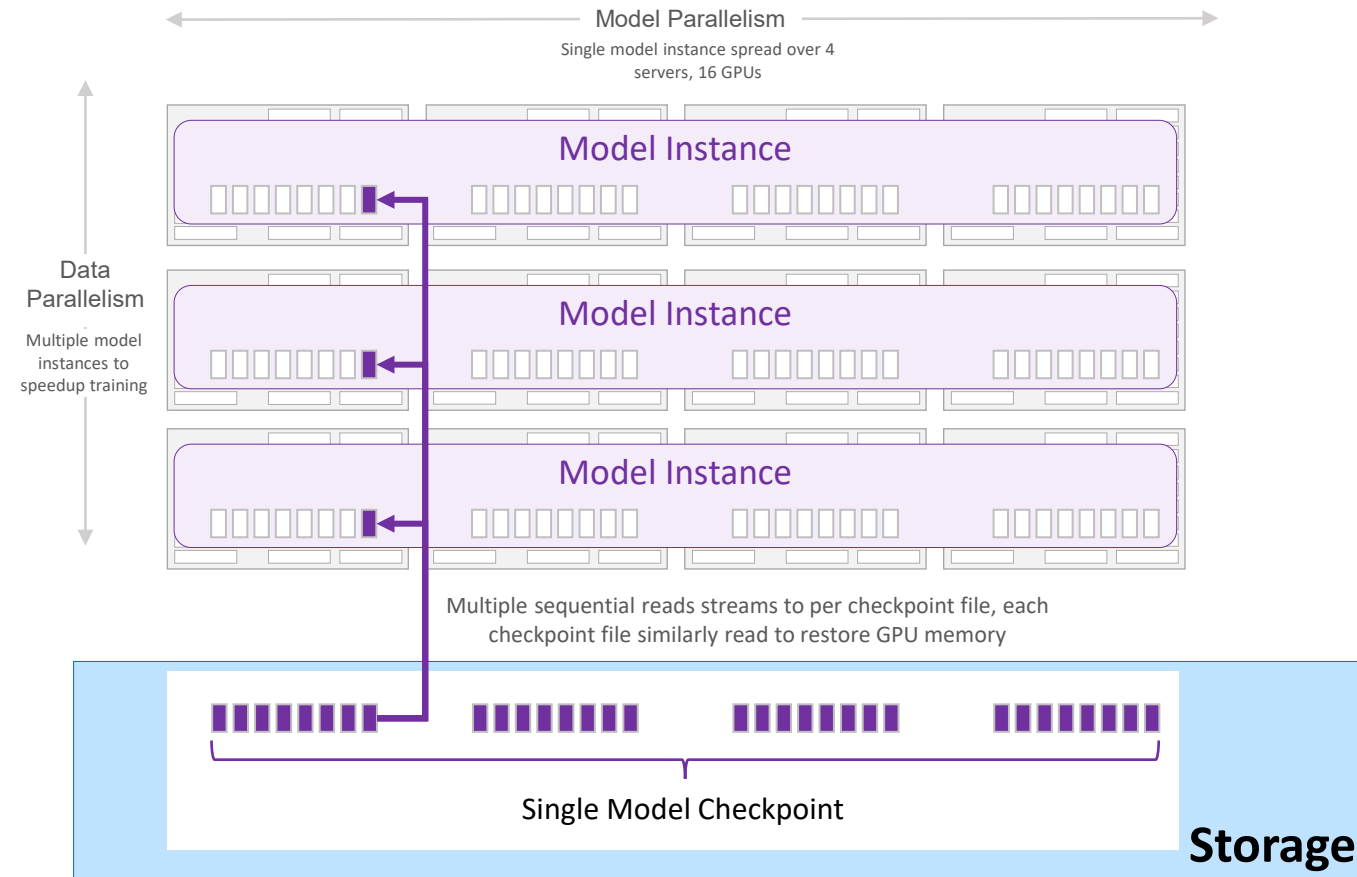 Model Parallelism
Single model instance spread over 4
servers, 16 GPUs
Model Instance
Data
Parallelism
Multiple model
instances to
speedup training
Model Instance
Model Instance
Multiple sequential reads streams to per checkpoint file, each
checkpoint file similarly read to restore GPU memory
Single Model Checkpoint
Storage